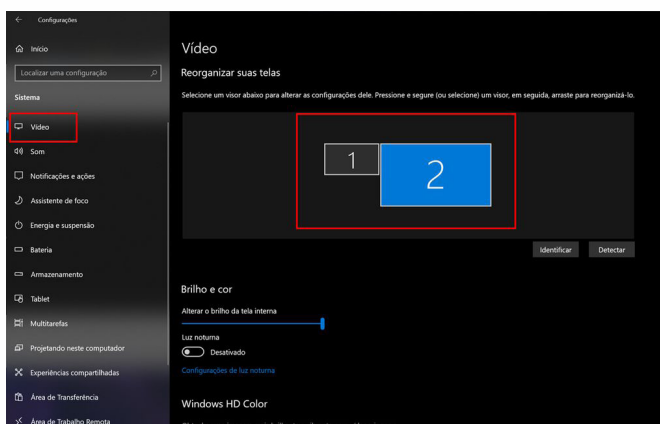 Configurações
Início
Localizar uma configuração
Sistema
Vídeo
Som
Notificações e ações
Assistente de foco
Energia e suspensão
Bateria
Armazenamento
Tablet
Multitarefas
Projetando neste computador
Experiências compartilhadas
Área de Transferência
Área de Trabalho Remota
Vídeo
Reorganizar suas telas
Selecione um visor abaixo para alterar as configurações dele. Pressione e segure (ou selecione) um visor, em seguida, arraste para reorganizá-lo.
1
2
Identificar
Detectar
Brilho e cor
Alterar o brilho da tela interna
Luz noturna
Desativado
Configurações de luz noturna
Windows HD Color